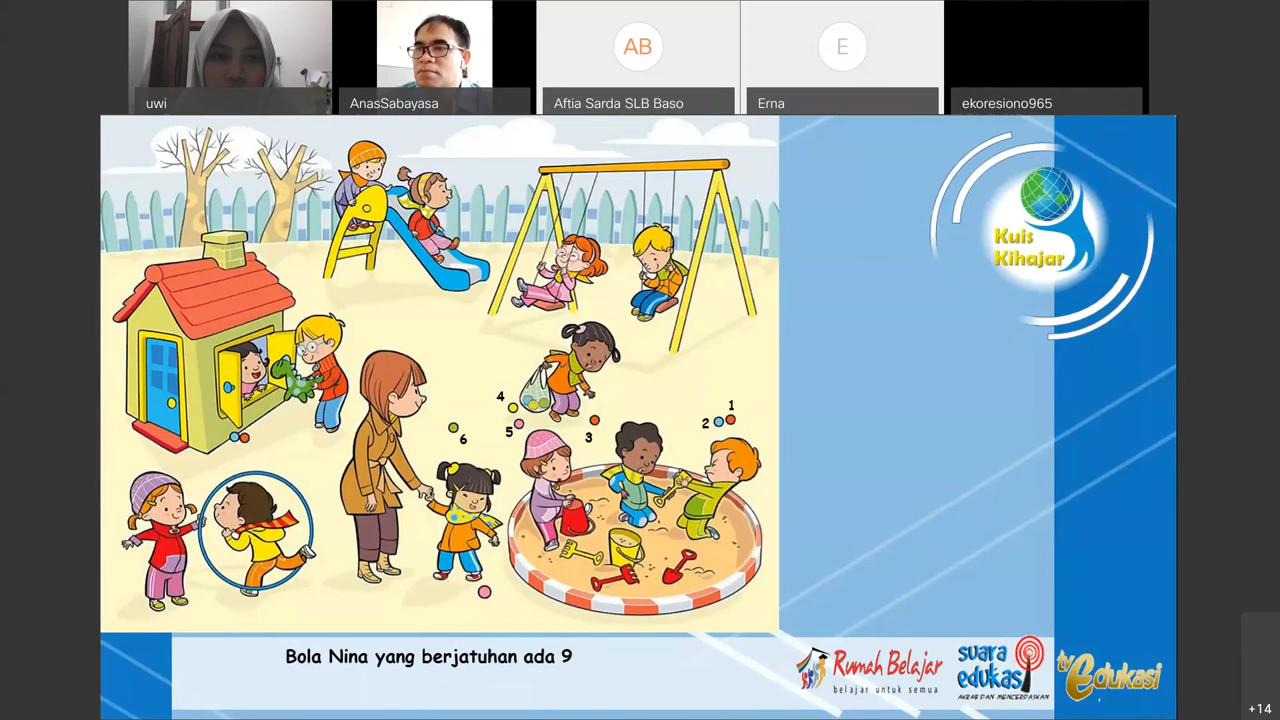 AB
E
uwi
AnasSabayasa
Aftia Sarda SLB Baso
Erna
ekoresiono965
Kuis
Kihajar
1
2
3
4
5
6
Bola Nina yang berjatuhan ada 9
Rumah Belajar
belajar untuk semua
suara
edukasi
AKRAB DAN MENCERDASKAN
tv Edukasi
+14